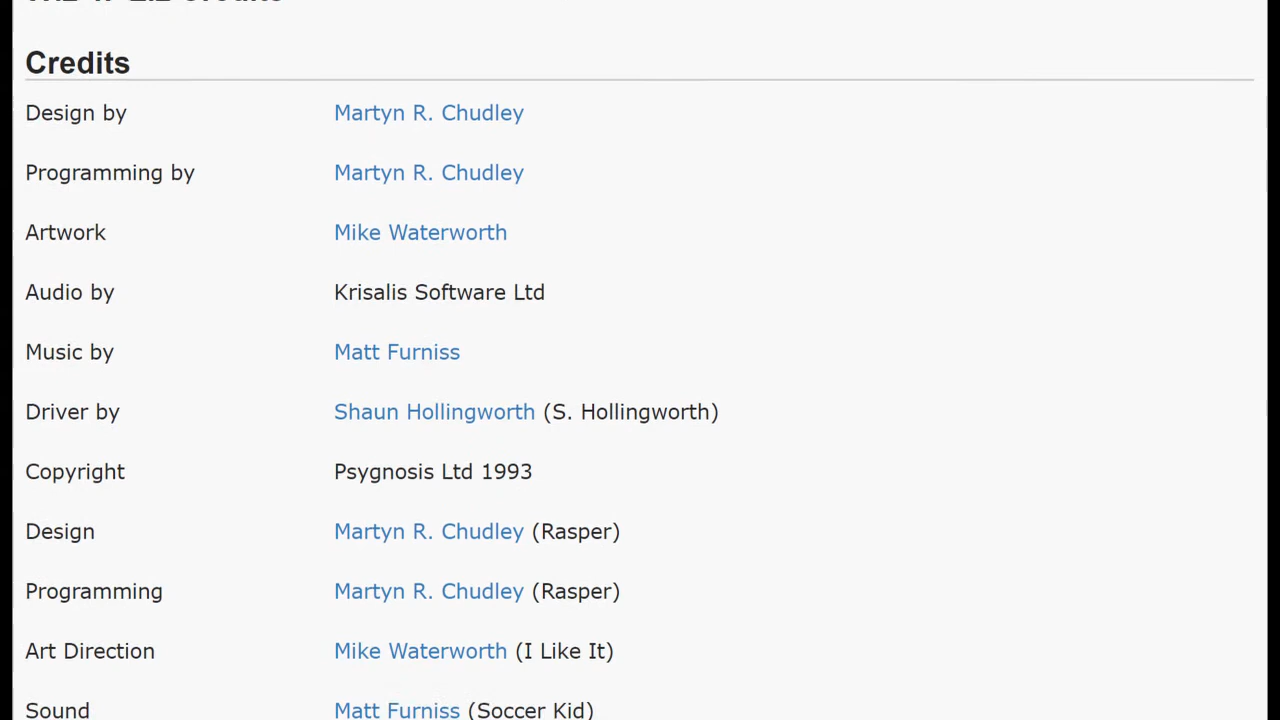 Credits
Design by Martyn R. Chudley
Programming by Martyn R. Chudley
Artwork Mike Waterworth
Audio by Krisalis Software Ltd
Music by Matt Furniss
Driver by Shaun Hollingworth (S. Hollingworth)
Copyright Psygnosis Ltd 1993
Design Martyn R. Chudley (Rasper)
Programming Martyn R. Chudley (Rasper)
Art Direction Mike Waterworth (I Like It)
Sound Matt Furniss (Soccer Kid)